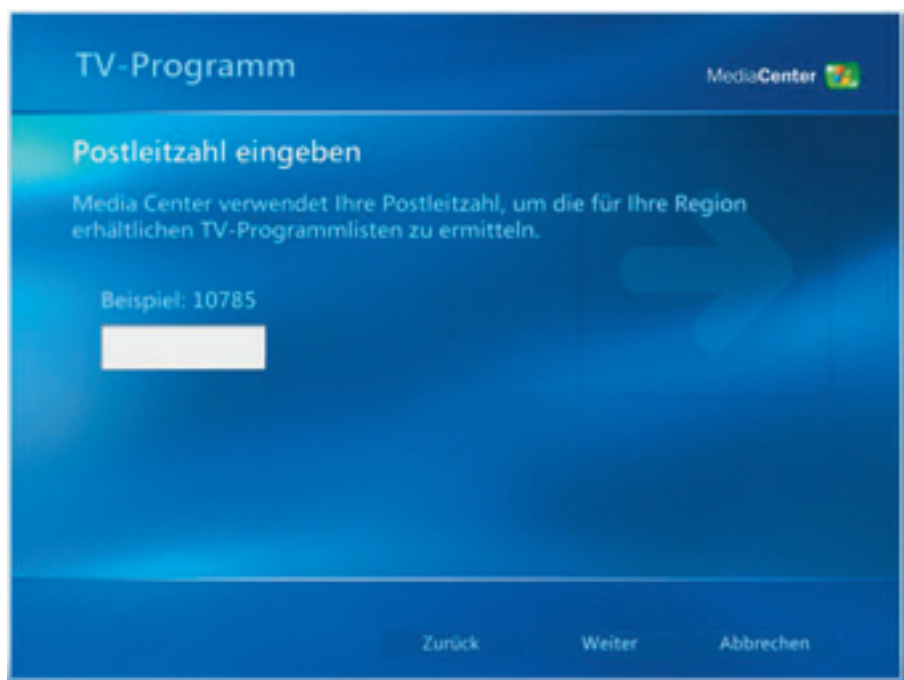 TV-Programm
MediaCenter
Postleitzahl eingeben
Media Center verwendet Ihre Postleitzahl, um die für Ihre Region
erhältlichen TV-Programmlisten zu ermitteln.
Beispiel: 10785
Zurück Weiter Abbrechen